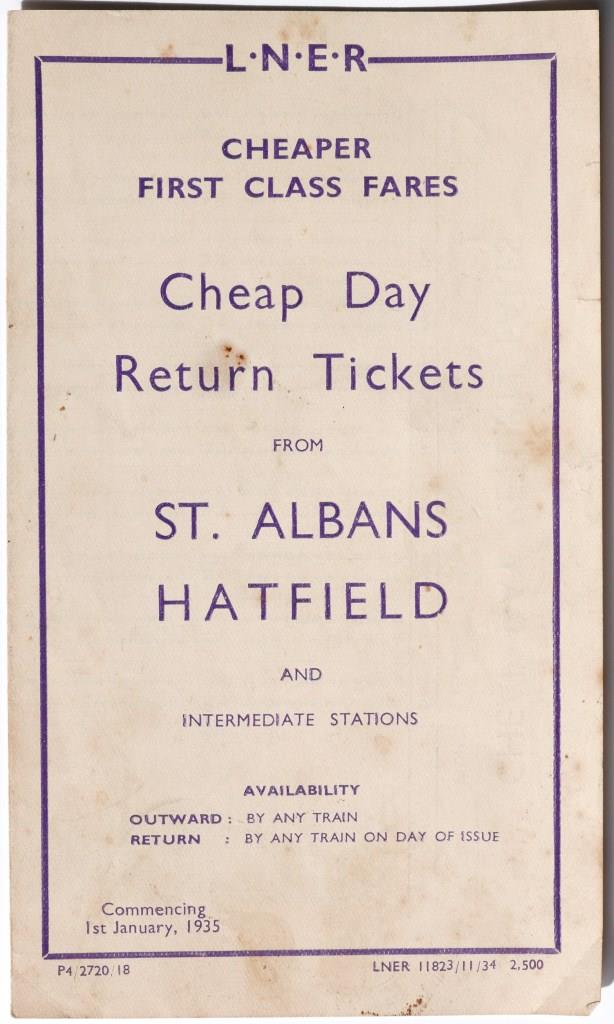 L·N·E·R
CHEAPER
FIRST CLASS FARES
Cheap Day
Return Tickets
FROM
ST. ALBANS
HATFIELD
AND
INTERMEDIATE STATIONS
AVAILABILITY
OUTWARD : BY ANY TRAIN
RETURN : BY ANY TRAIN ON DAY OF ISSUE
Commencing
1st January, 1935
P4/2720/18 LNER 11823/11/34 2,500